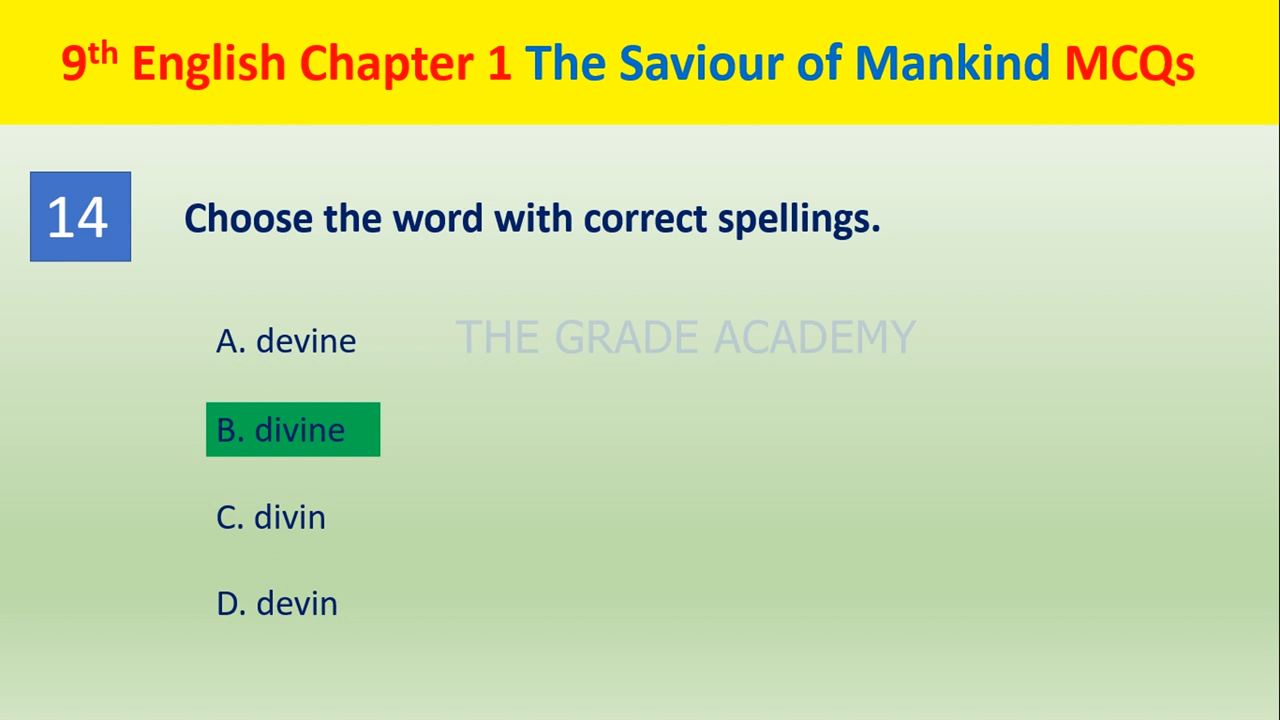 9th English Chapter 1 The Saviour of Mankind MCQs
14
Choose the word with correct spellings.
A. devine
THE GRADE ACADEMY
B. divine
C. divin
D. devin